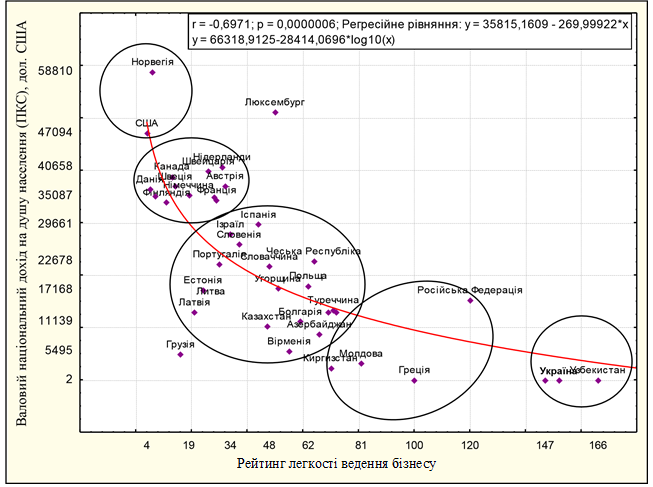 r = -0,6971; p = 0,0000006; Регресійне рівняння: y = 35815,1609 - 269,99922*x
y = 66318,9125-28414,0696*log10(x)
Валовий національний дохід на душу населення (ПКС), дол. США
58810
47094
40658
35087
29661
22678
17168
11139
5495
2
Норвегія
Люксембург
США
Нідерланди
Швейцарія
Канада
Данія
Швеція
Австрія
Німеччина
Фінляндія
Франція
Іспанія
Ізраїл
Словенія
Португалія
Словаччина
Чеська Республіка
Естонія
Литва
Угорщина
Польща
Латвія
Туреччина
Болгарія
Казахстан
Азербайджан
Російська Федерація
Грузія
Вірменія
Киргизстан
Молдова
Греція
Україна
Узбекистан
4 19 34 48 62 81 100 120 147 166
Рейтинг легкості ведення бізнесу